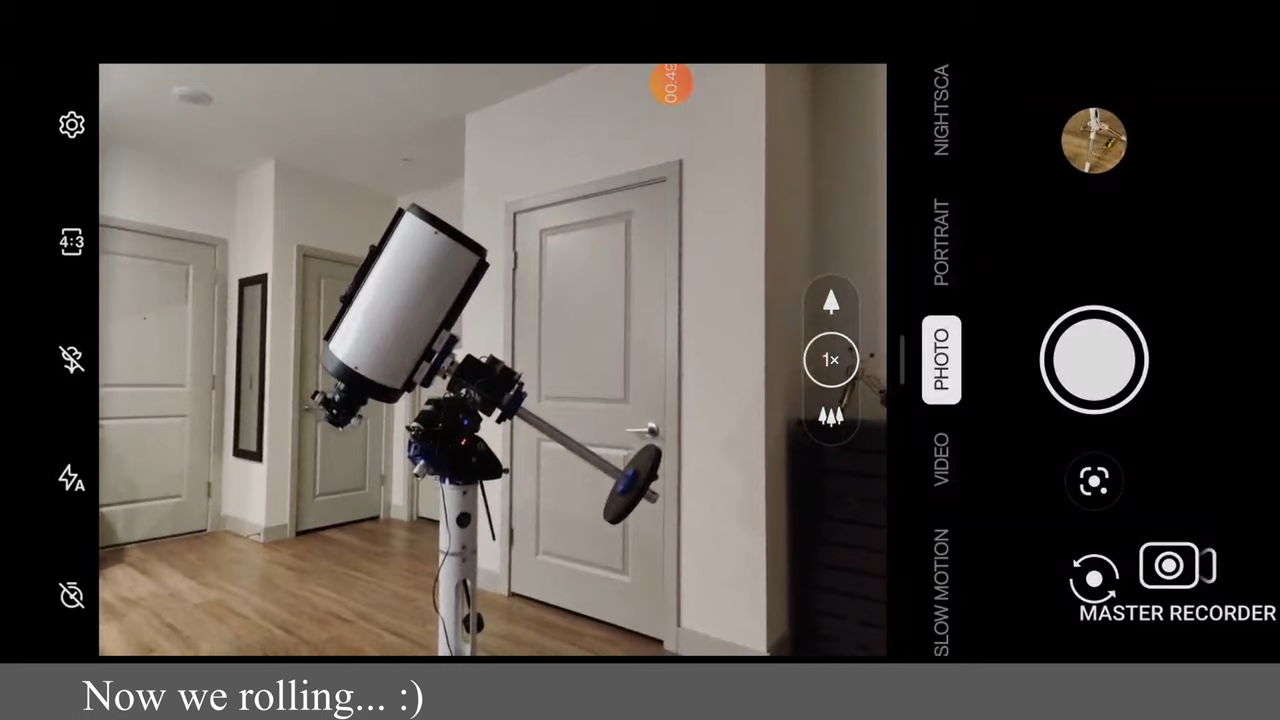 00:49
4:3
A
1×
NIGHTSCA
PORTRAIT
PHOTO
VIDEO
SLOW MOTION
MASTER RECORDER
Now we rolling... :)